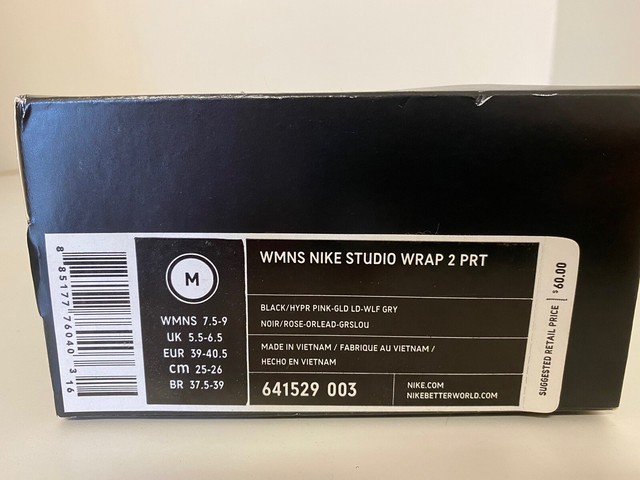 8 85177 76040 3 16
M
WMNS 7.5-9
UK 5.5-6.5
EUR 39-40.5
cm 25-26
BR 37.5-39
WMNS NIKE STUDIO WRAP 2 PRT
BLACK/HYPR PINK-GLD LD-WLF GRY
NOIR/ROSE-ORLEAD-GRSLOU
MADE IN VIETNAM / FABRIQUE AU VIETNAM /
HECHO EN VIETNAM
641529 003
NIKE.COM
NIKEBETTERWORLD.COM
SUGGESTED RETAIL PRICE $60.00